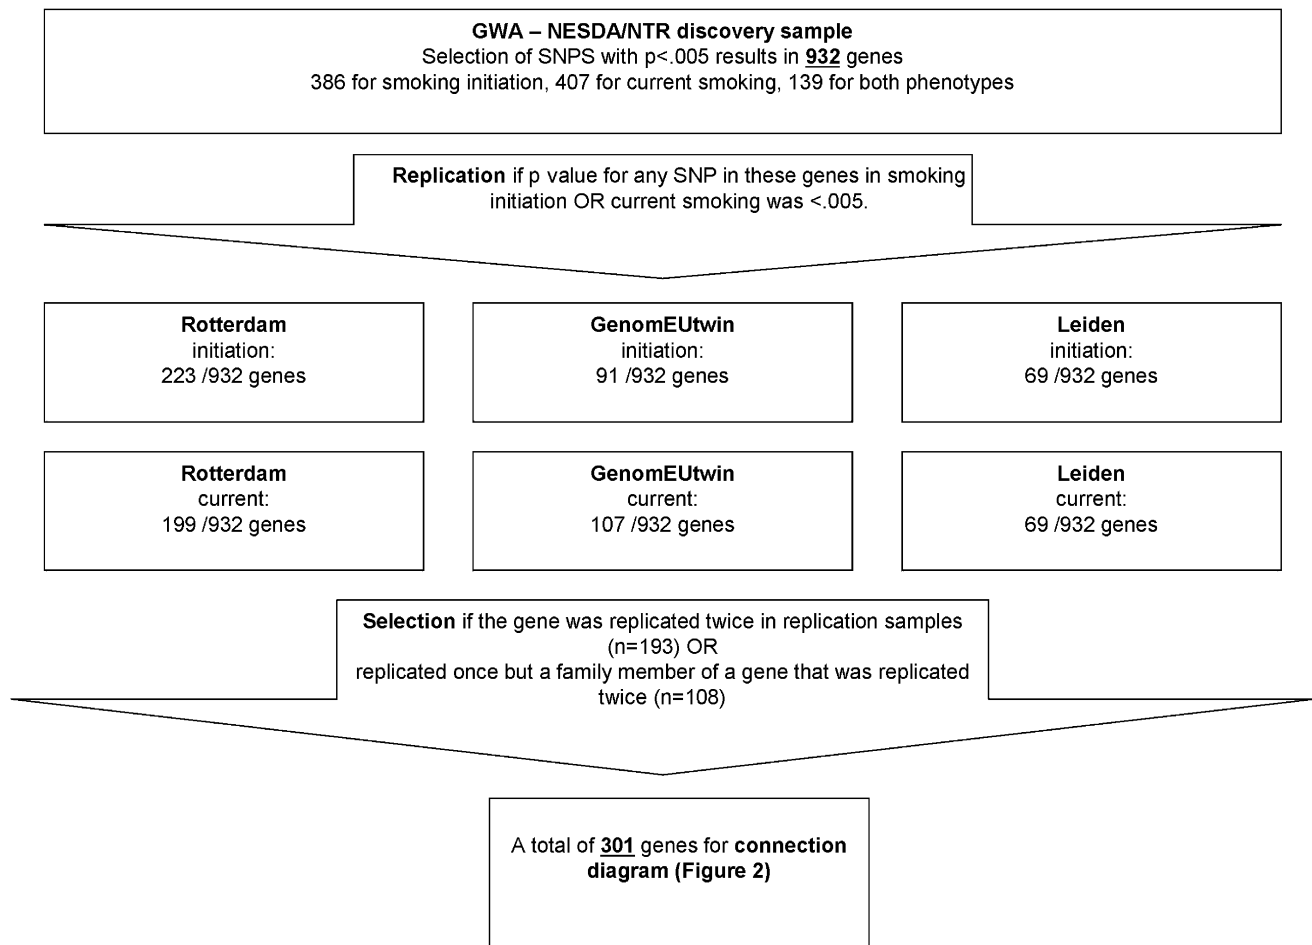 GWA – NESDA/NTR discovery sample
Selection of SNPS with p<.005 results in 932 genes
386 for smoking initiation, 407 for current smoking, 139 for both phenotypes
Replication if p value for any SNP in these genes in smoking
initiation OR current smoking was <.005.
Rotterdam
initiation:
223 /932 genes
GenomEUtwin
initiation:
91 /932 genes
Leiden
initiation:
69 /932 genes
Rotterdam
current:
199 /932 genes
GenomEUtwin
current:
107 /932 genes
Leiden
current:
69 /932 genes
Selection if the gene was replicated twice in replication samples
(n=193) OR
replicated once but a family member of a gene that was replicated
twice (n=108)
A total of 301 genes for connection
diagram (Figure 2)